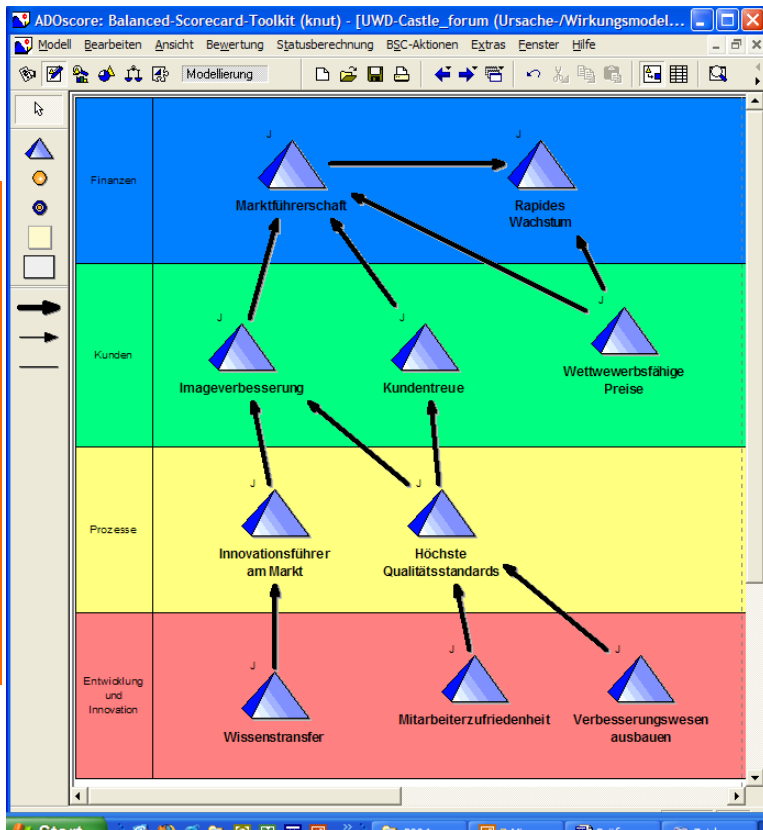 ADOscore: Balanced-Scorecard-Toolkit (knut) - [UWD-Castle_forum (Ursache-/Wirkungsmodel...
Modell Bearbeiten Ansicht Bewertung Statusberechnung BSC-Aktionen Extras Fenster Hilfe
Modellierung
Finanzen
J
Marktführerschaft
J
Rapides
Wachstum
Kunden
J
Imageverbesserung
J
Kundentreue
J
Wettwewerbsfähige
Preise
Prozesse
J
Innovationsführer
am Markt
J
Höchste
Qualitätsstandards
Entwicklung
und
Innovation
J
Wissenstransfer
J
Mitarbeiterzufriedenheit
J
Verbesserungswesen
ausbauen
Start